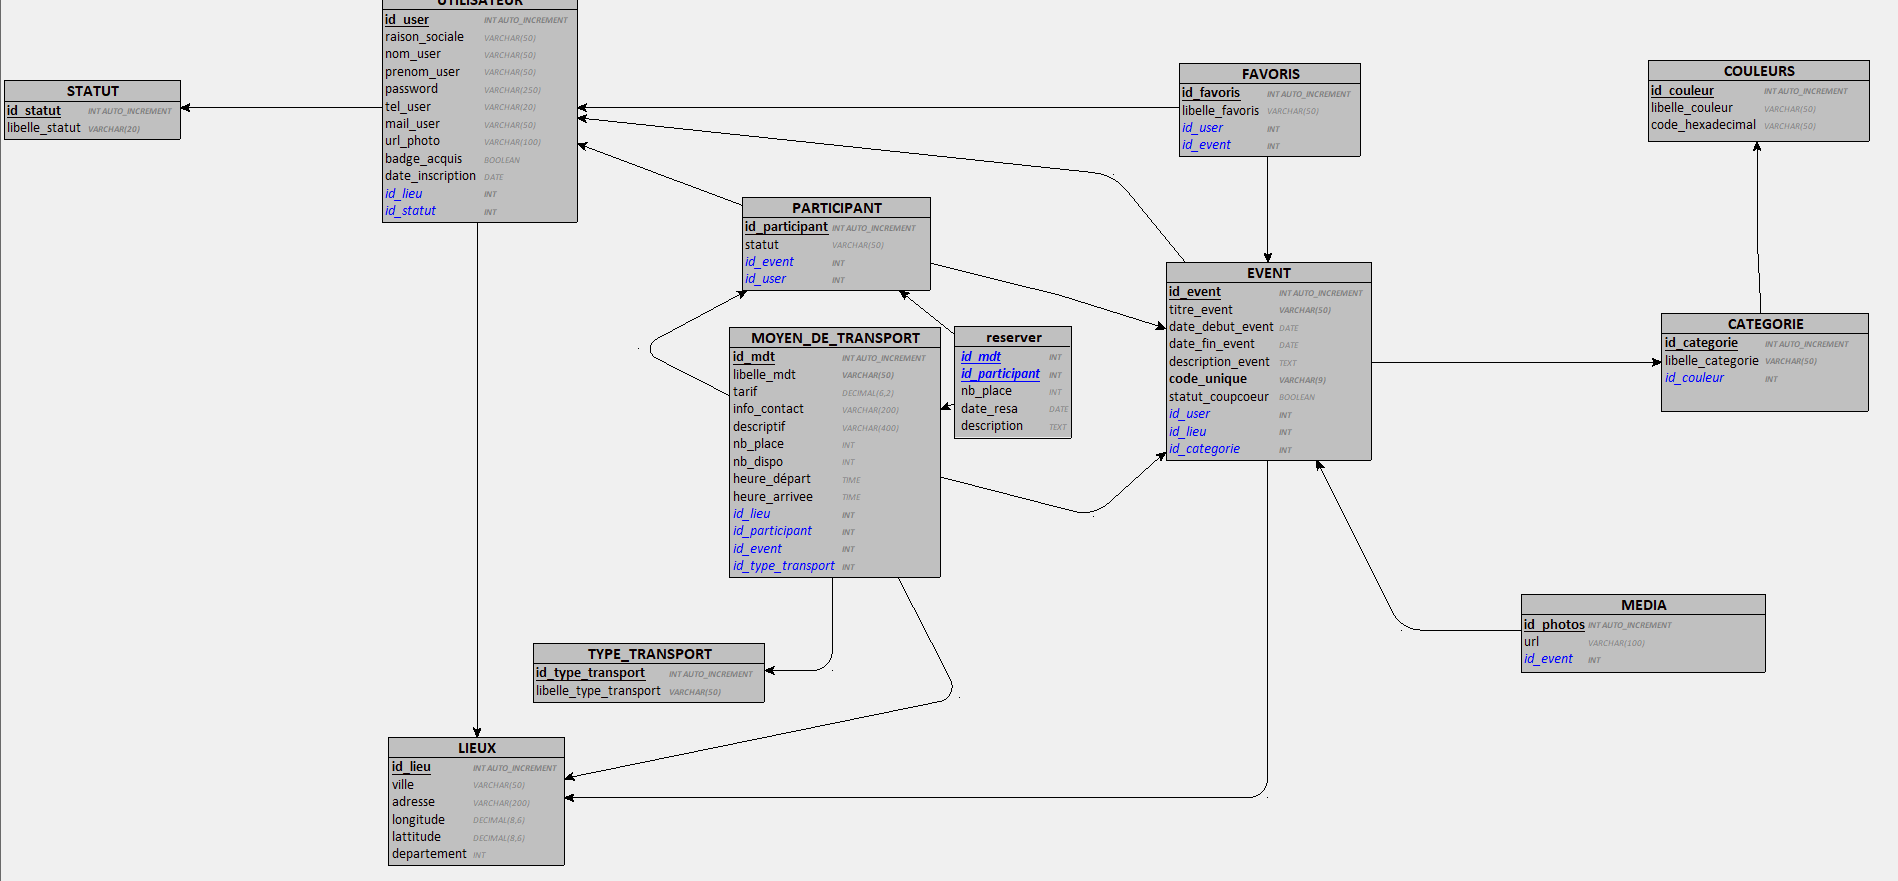 UTILISATEUR
id_user INT AUTO_INCREMENT
raison_sociale VARCHAR(50)
nom_user VARCHAR(50)
prenom_user VARCHAR(50)
password VARCHAR(250)
tel_user VARCHAR(20)
mail_user VARCHAR(50)
url_photo VARCHAR(100)
badge_acquis BOOLEAN
date_inscription DATE
id_lieu INT
id_statut INT
STATUT
id_statut INT AUTO_INCREMENT
libelle_statut VARCHAR(20)
FAVORIS
id_favoris INT AUTO_INCREMENT
libelle_favoris VARCHAR(50)
id_user INT
id_event INT
COULEURS
id_couleur INT AUTO_INCREMENT
libelle_couleur VARCHAR(50)
code_hexadecimal VARCHAR(50)
PARTICIPANT
id_participant INT AUTO_INCREMENT
statut VARCHAR(50)
id_event INT
id_user INT
EVENT
id_event INT AUTO_INCREMENT
titre_event VARCHAR(50)
date_debut_event DATE
date_fin_event DATE
description_event TEXT
code_unique VARCHAR(9)
statut_coupcoeur BOOLEAN
id_user INT
id_lieu INT
id_categorie INT
CATEGORIE
id_categorie INT AUTO_INCREMENT
libelle_categorie VARCHAR(50)
id_couleur INT
MOYEN_DE_TRANSPORT
id_mdt INT AUTO_INCREMENT
libelle_mdt VARCHAR(50)
tarif DECIMAL(6,2)
info_contact VARCHAR(200)
descriptif VARCHAR(400)
nb_place INT
nb_dispo INT
heure_départ TIME
heure_arrivee TIME
id_lieu INT
id_participant INT
id_event INT
id_type_transport INT
reserver
id_mdt INT
id_participant INT
nb_place INT
date_resa DATE
description TEXT
MEDIA
id_photos INT AUTO_INCREMENT
url VARCHAR(100)
id_event INT
TYPE_TRANSPORT
id_type_transport INT AUTO_INCREMENT
libelle_type_transport VARCHAR(50)
LIEUX
id_lieu INT AUTO_INCREMENT
ville VARCHAR(50)
adresse VARCHAR(200)
longitude DECIMAL(8,6)
lattitude DECIMAL(8,6)
departement INT